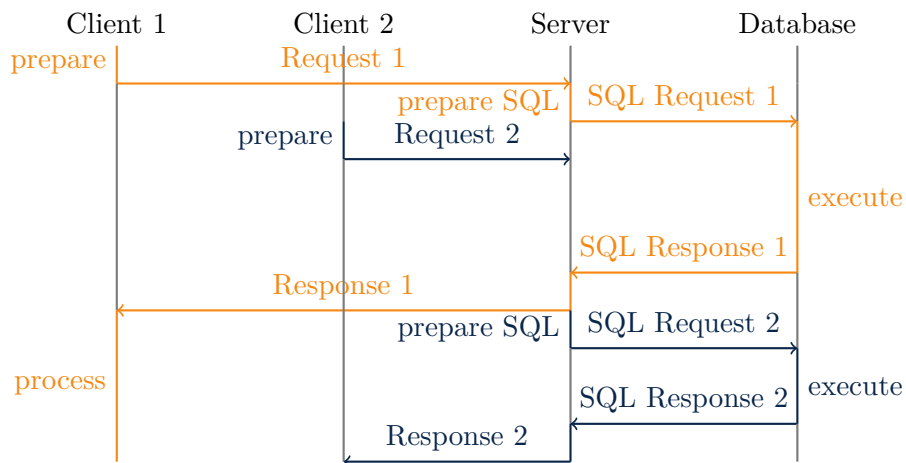 Client 1
Client 2
Server
Database
prepare
Request 1
prepare SQL
SQL Request 1
prepare
Request 2
execute
SQL Response 1
Response 1
prepare SQL
SQL Request 2
process
execute
SQL Response 2
Response 2